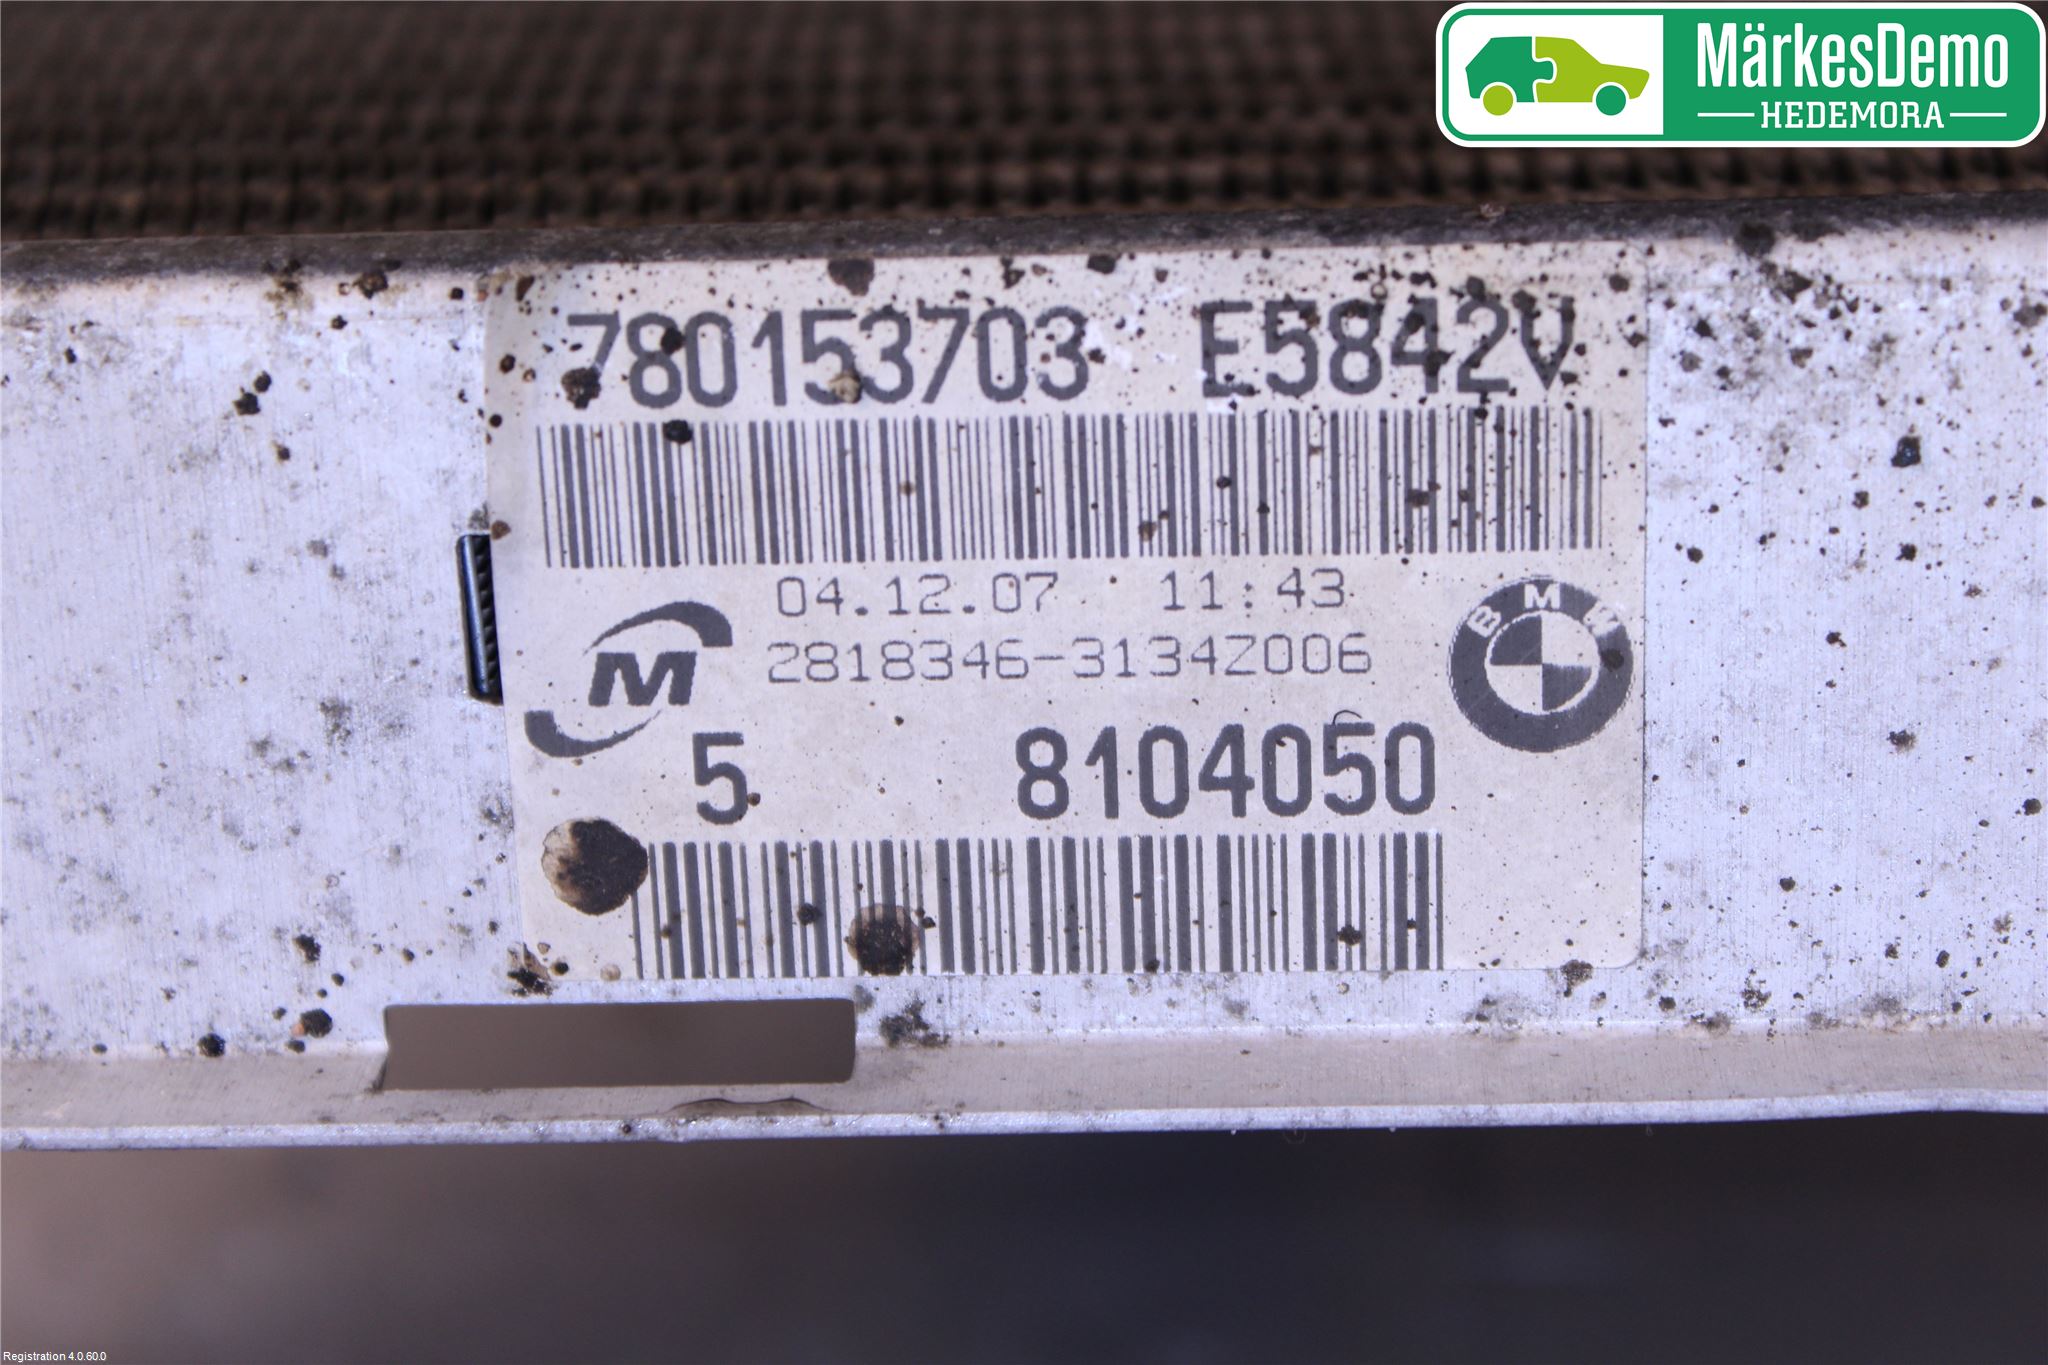 MärkesDemo
HEDEMORA
780153703 E5842V
04.12.07 11:43
2818346-3134Z006
M
BMW
5 8104050
Registration 4.0.60.0